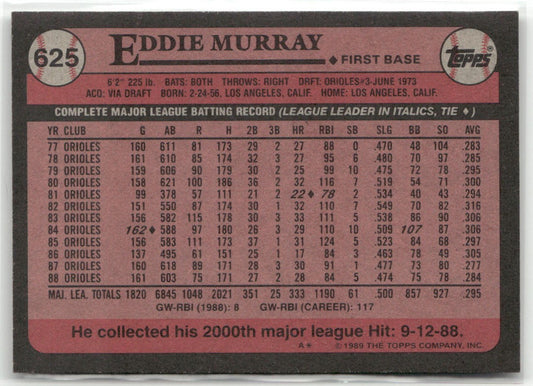 625
EDDIE MURRAY
♦ FIRST BASE
Topps
6'2" 225 lb. BATS: BOTH THROWS: RIGHT DRFT: ORIOLES #3-JUNE 1973
ACQ: VIA DRAFT BORN: 2-24-56, LOS ANGELES, CALIF. HOME: LOS ANGELES, CALIF.
COMPLETE MAJOR LEAGUE BATTING RECORD (LEAGUE LEADER IN ITALICS, TIE ♦)
YR CLUB G AB R H 2B 3B HR RBI SB SLG BB SO AVG
77 ORIOLES 160 611 81 173 29 2 27 88 0 .470 48 104 .283
78 ORIOLES 161 610 85 174 32 3 27 95 6 .480 70 97 .285
79 ORIOLES 159 606 90 179 30 2 25 99 10 .475 72 78 .295
80 ORIOLES 158 621 100 186 36 2 32 116 7 .519 54 71 .300
81 ORIOLES 99 378 57 111 21 2 22♦ 78 2 .534 40 43 .294
82 ORIOLES 151 550 87 174 30 1 32 110 7 .549 70 82 .316
83 ORIOLES 156 582 115 178 30 3 33 111 5 .538 86 90 .306
84 ORIOLES 162♦ 588 97 180 26 3 29 110 10 .509 107 87 .306
85 ORIOLES 156 583 111 173 37 1 31 124 5 .523 84 68 .297
86 ORIOLES 137 495 61 151 25 1 17 84 3 .463 78 49 .305
87 ORIOLES 160 618 89 171 28 3 30 91 1 .477 73 80 .277
88 ORIOLES 161 603 75 171 27 2 28 84 5 .474 75 78 .284
MAJ. LEA. TOTALS 1820 6845 1048 2021 351 25 333 1190 61 .500 857 927 .295
GW-RBI (1988): 8 GW-RBI (CAREER): 117
He collected his 2000th major league Hit: 9-12-88.
A* ©1989 THE TOPPS COMPANY, INC.